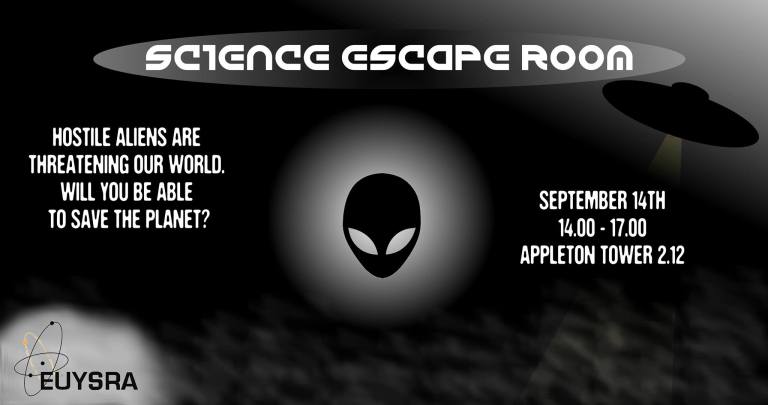 SCIENCE ESCAPE ROOM
HOSTILE ALIENS ARE
THREATENING OUR WORLD.
WILL YOU BE ABLE
TO SAVE THE PLANET?
SEPTEMBER 14TH
14.00 - 17.00
APPLETON TOWER 2.12
EUYSRA